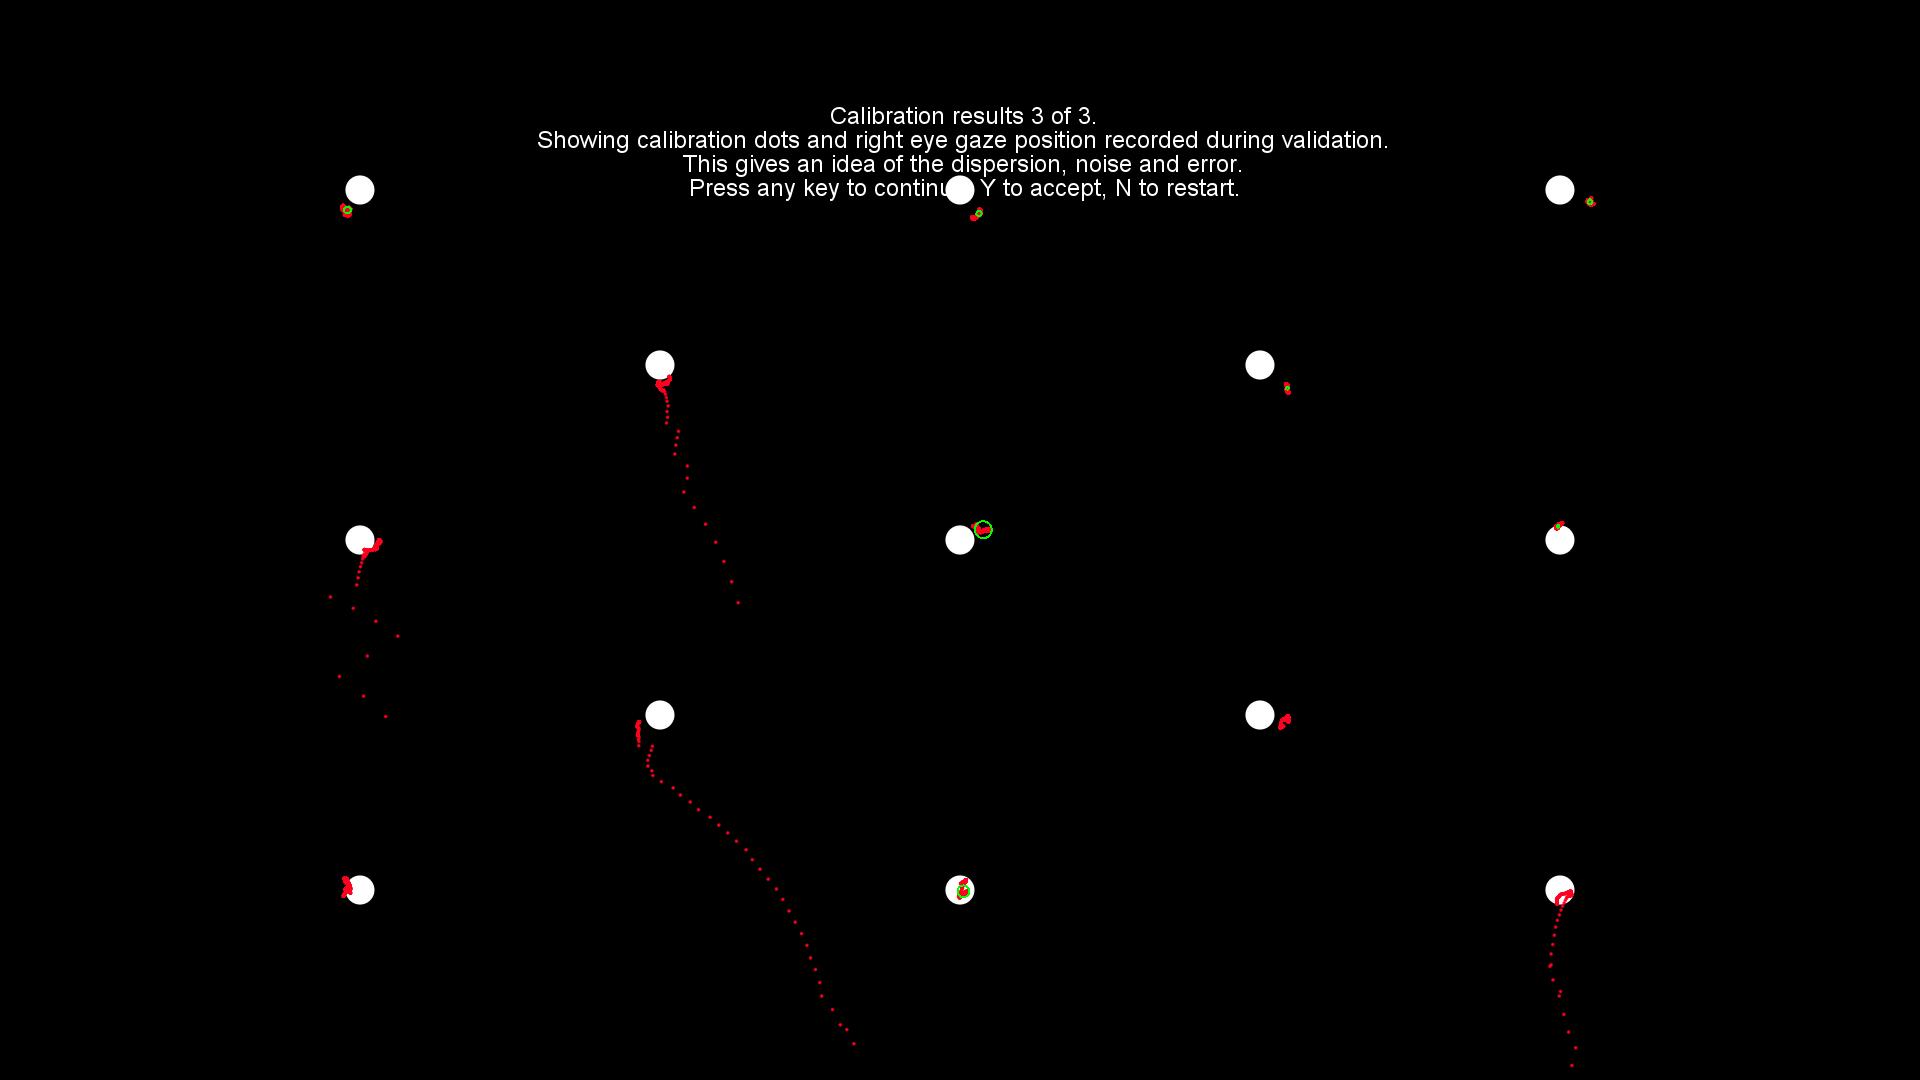 Calibration results 3 of 3.
Showing calibration dots and right eye gaze position recorded during validation.
This gives an idea of the dispersion, noise and error.
Press any key to continu Y to accept, N to restart.